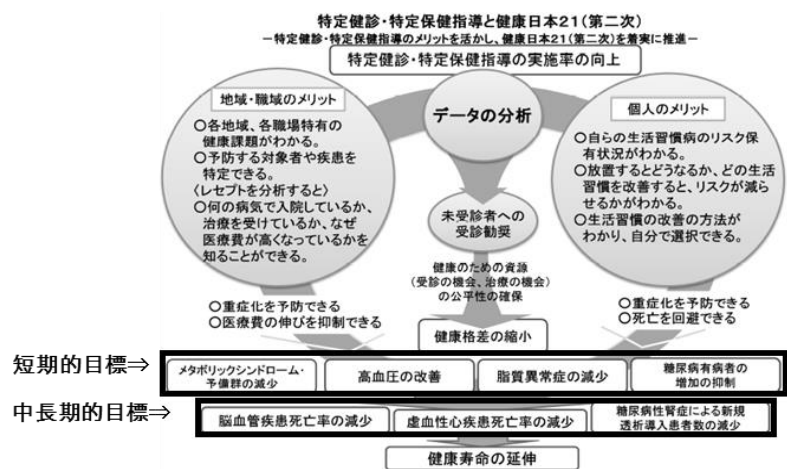 特定健診・特定保健指導と健康日本21(第二次)
－特定健診・特定保健指導のメリットを活かし、健康日本21(第二次)を着実に推進－
特定健診・特定保健指導の実施率の向上
地域・職域のメリット
○各地域、各職場特有の
健康課題がわかる。
○予防する対象者や疾患を
特定できる。
〈レセプトを分析すると〉
○何の病気で入院しているか、
治療を受けているか、なぜ
医療費が高くなっているかを
知ることができる。
データの分析
個人のメリット
○自らの生活習慣病のリスク保
有状況がわかる。
○放置するとどうなるか、どの生活
習慣を改善すると、リスクが減ら
せるかがわかる。
○生活習慣の改善の方法が
わかり、自分で選択できる。
未受診者への
受診勧奨
健康のための資源
(受診の機会、治療の機会)
の公平性の確保
○重症化を予防できる
○医療費の伸びを抑制できる
○重症化を予防できる
○死亡を回避できる
健康格差の縮小
短期的目標⇒
メタボリックシンドローム・
予備群の減少
高血圧の改善
脂質異常症の減少
糖尿病有病者の
増加の抑制
中長期的目標⇒
脳血管疾患死亡率の減少
虚血性心疾患死亡率の減少
糖尿病性腎症による新規
透析導入患者数の減少
健康寿命の延伸